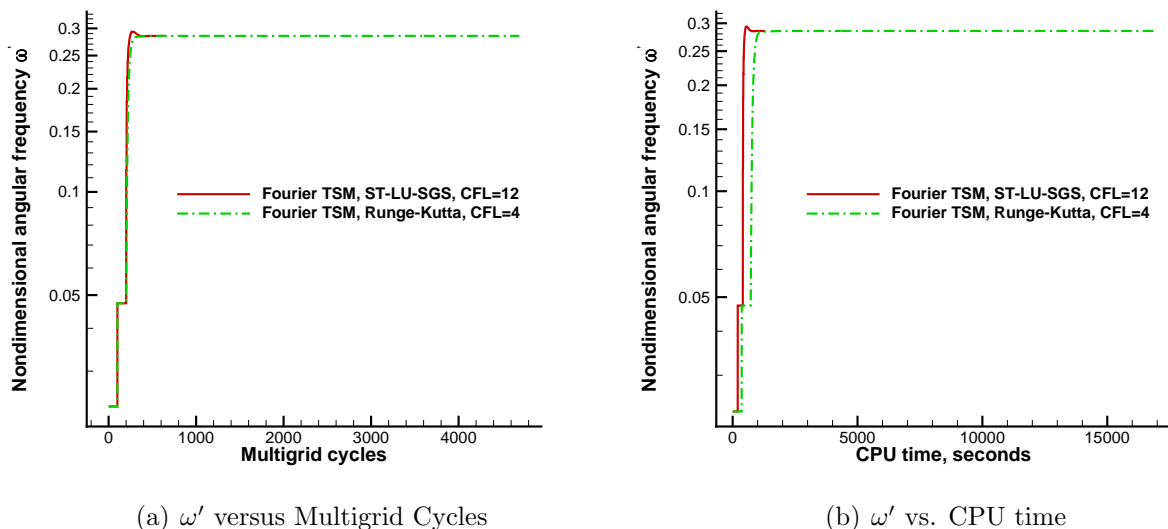 Nondimensional angular frequency ω'
0.3
0.25
0.2
0.15
0.1
0.05
Fourier TSM, ST-LU-SGS, CFL=12
Fourier TSM, Runge-Kutta, CFL=4
0 1000 2000 3000 4000
Multigrid cycles
(a) ω′ versus Multigrid Cycles
Nondimensional angular frequency ω'
0.3
0.25
0.2
0.15
0.1
0.05
Fourier TSM, ST-LU-SGS, CFL=12
Fourier TSM, Runge-Kutta, CFL=4
0 5000 10000 15000
CPU time, seconds
(b) ω′ vs. CPU time